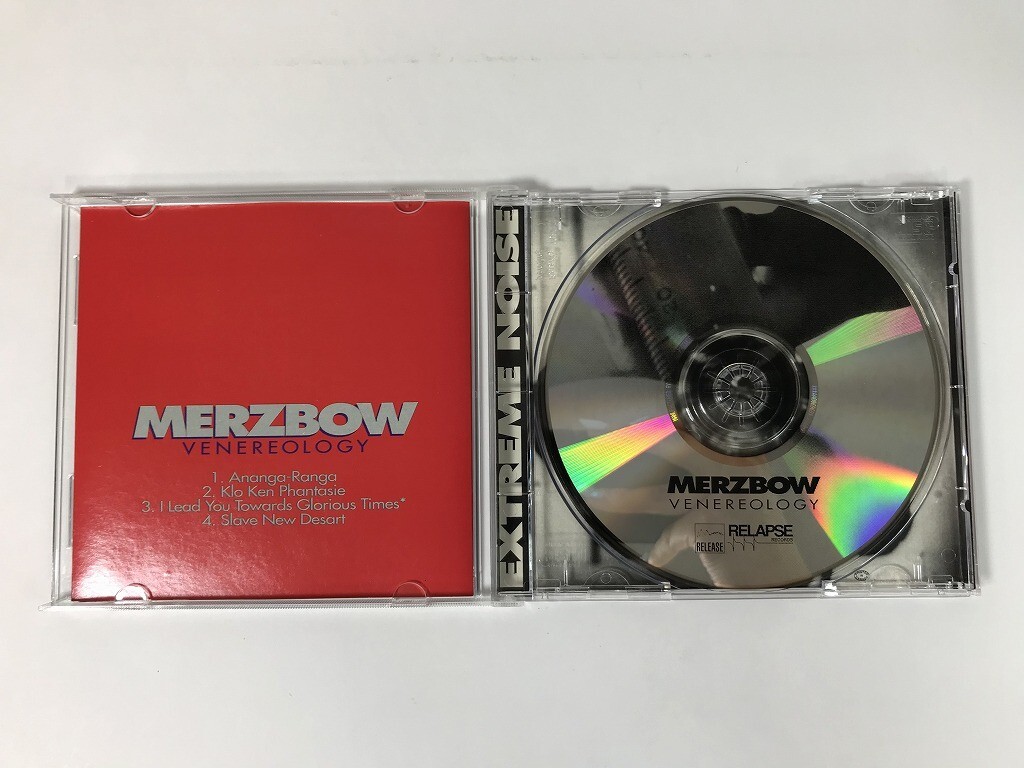 MERZBOW
VENEREOLOGY
1. Ananga-Ranga
2. Klo Ken Phantasie
3. I Lead You Towards Glorious Times*
4. Slave New Desart
EXTREME NOISE
MERZBOW
VENEREOLOGY
RELEASE
RELAPSE
RECORDS